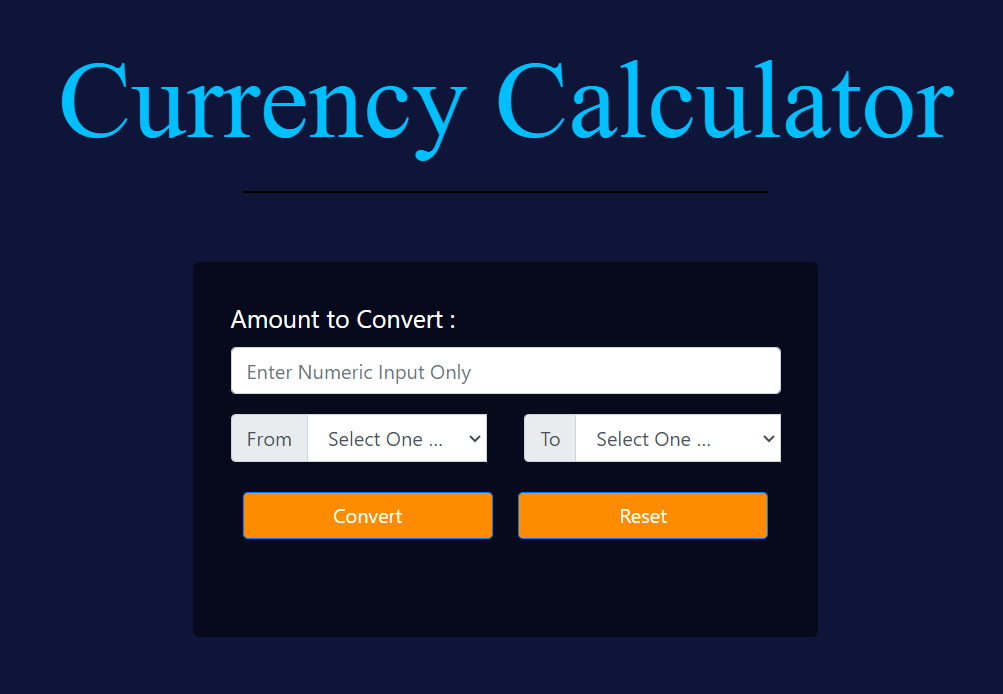 Currency Calculator
Amount to Convert :
Enter Numeric Input Only
From Select One ... To Select One ...
Convert Reset